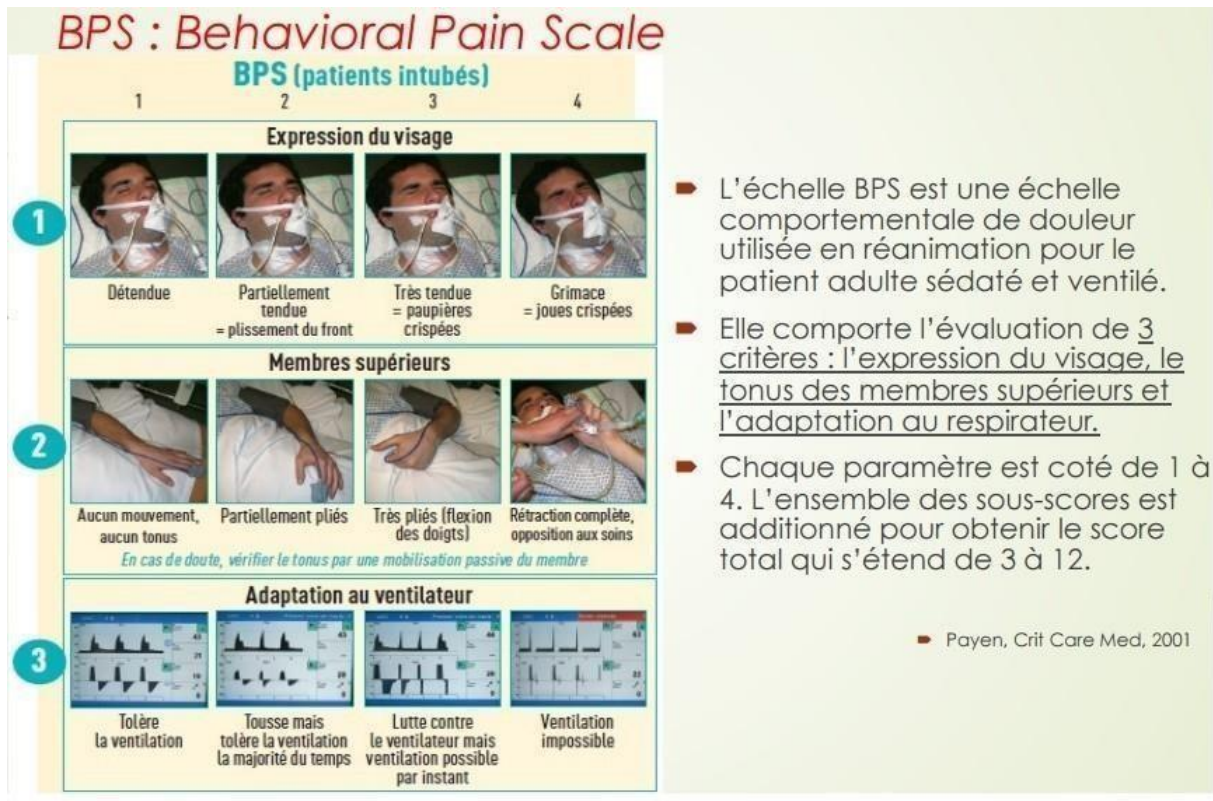 BPS : Behavioral Pain Scale
BPS (patients intubés)
1 2 3 4
Expression du visage
1
Détendue
Partiellement
tendue
= plissement du front
Très tendue
= paupières
crispées
Grimace
= joues crispées
Membres supérieurs
2
Aucun mouvement,
aucun tonus
Partiellement pliés
Très pliés (flexion
des doigts)
Rétraction complète,
opposition aux soins
En cas de doute, vérifier le tonus par une mobilisation passive du membre
Adaptation au ventilateur
3
Tolère
la ventilation
Tousse mais
tolère la ventilation
la majorité du temps
Lutte contre
le ventilateur mais
ventilation possible
par instant
Ventilation
impossible
L’échelle BPS est une échelle
comportementale de douleur
utilisée en réanimation pour le
patient adulte sédaté et ventilé.
Elle comporte l’évaluation de 3
critères : l’expression du visage, le
tonus des membres supérieurs et
l’adaptation au respirateur.
Chaque paramètre est coté de 1 à
4. L’ensemble des sous-scores est
additionné pour obtenir le score
total qui s’étend de 3 à 12.
Payen, Crit Care Med, 2001